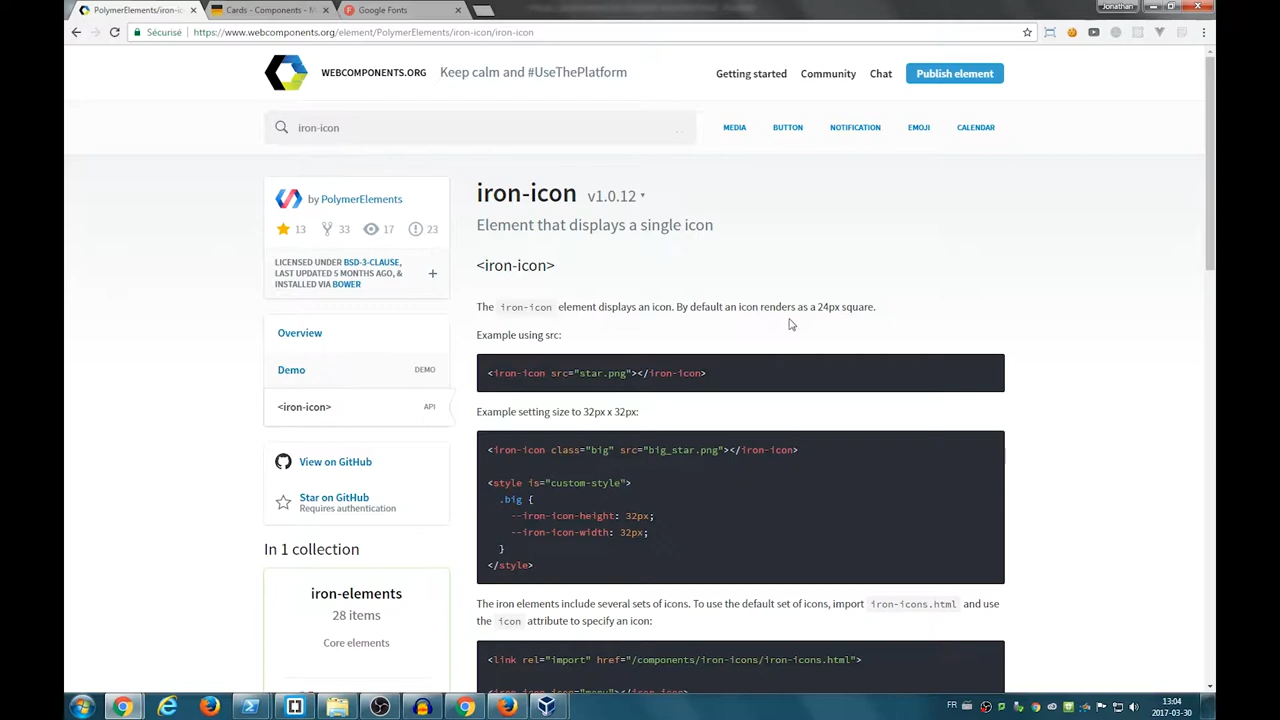 PolymerElements/iron-ic
Cards - Components - M
Google Fonts
Jonathan
Sécurisé
https://www.webcomponents.org/element/PolymerElements/iron-icon/iron-icon
WEBCOMPONENTS.ORG
Keep calm and #UseThePlatform
Getting started
Community
Chat
Publish element
iron-icon
MEDIA
BUTTON
NOTIFICATION
EMOJI
CALENDAR
by PolymerElements
13
33
17
23
LICENSED UNDER BSD-3-CLAUSE,
LAST UPDATED 5 MONTHS AGO, &
INSTALLED VIA BOWER
+
Overview
Demo
DEMO
<iron-icon>
API
View on GitHub
Star on GitHub
Requires authentication
In 1 collection
iron-elements
28 items
Core elements
iron-icon v1.0.12
Element that displays a single icon
<iron-icon>
The iron-icon element displays an icon. By default an icon renders as a 24px square.
Example using src:
<iron-icon src="star.png"></iron-icon>
Example setting size to 32px x 32px:
<iron-icon class="big" src="big_star.png"></iron-icon>
<style is="custom-style">
.big {
--iron-icon-height: 32px;
--iron-icon-width: 32px;
}
</style>
The iron elements include several sets of icons. To use the default set of icons, import iron-icons.html and use
the icon attribute to specify an icon:
<link rel="import" href="/components/iron-icons/iron-icons.html">
FR
13:04
2017-03-30